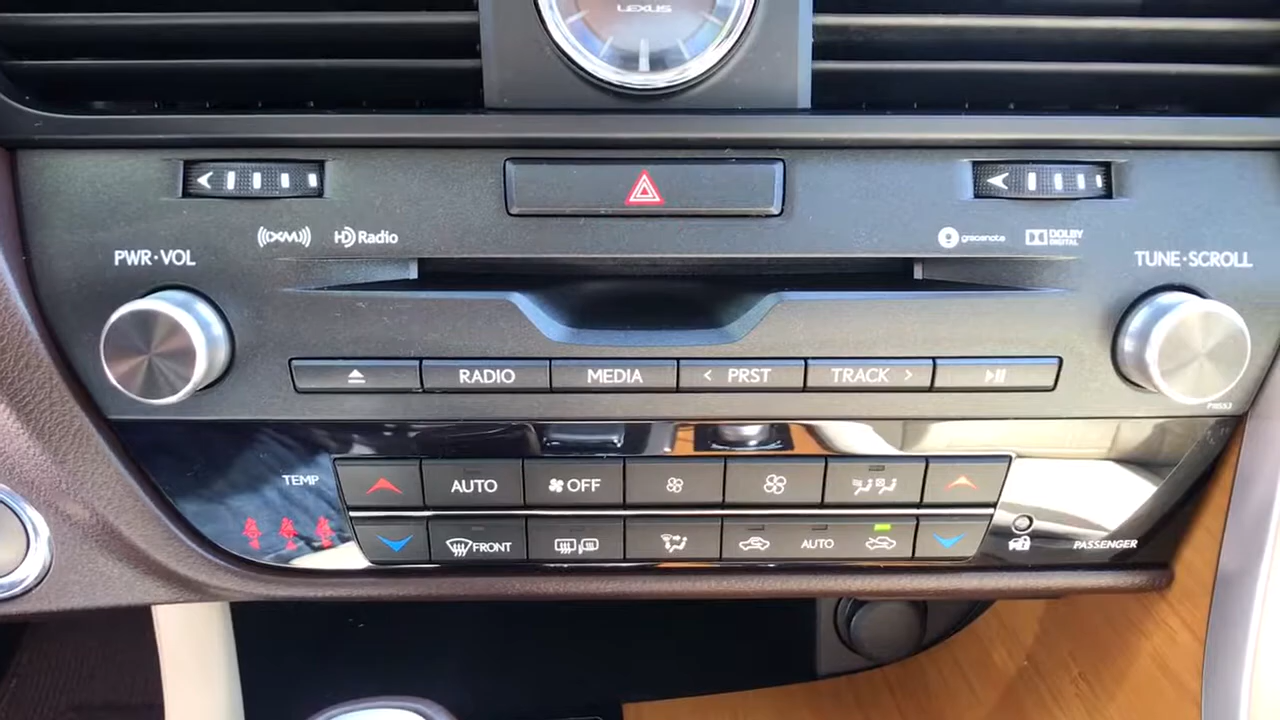 LEXUS
((XM)) HD Radio
gracenote DOLBY DIGITAL
PWR·VOL
TUNE·SCROLL
RADIO MEDIA < PRST TRACK >
TEMP AUTO OFF
FRONT AUTO
PASSENGER